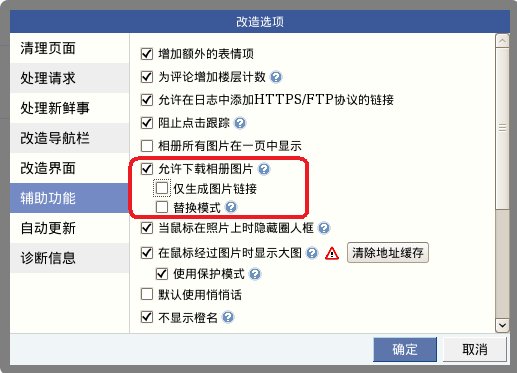 改造选项
清理页面
处理请求
处理新鲜事
改造导航栏
改造界面
辅助功能
自动更新
诊断信息
增加额外的表情项
为评论增加楼层计数
允许在日志中添加HTTPS/FTP协议的链接
阻止点击跟踪
相册所有图片在一页中显示
允许下载相册图片
仅生成图片链接
替换模式
当鼠标在照片上时隐藏圈人框
在鼠标经过图片时显示大图 清除地址缓存
使用保护模式
默认使用悄悄话
不显示橙名
确定 取消